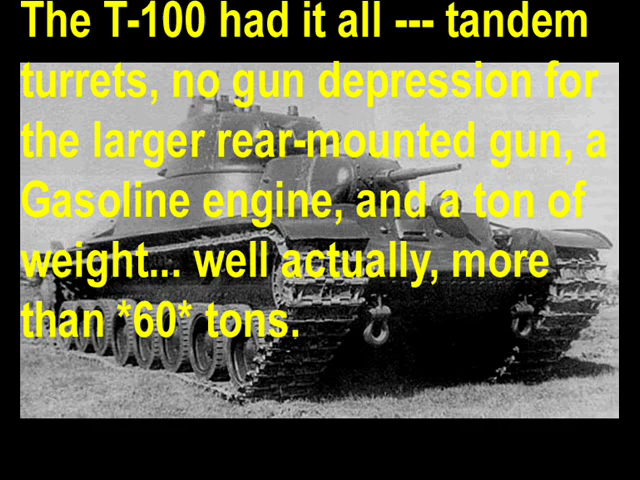 The T-100 had it all --- tandem
turrets, no gun depression for
the larger rear-mounted gun, a
Gasoline engine, and a ton of
weight... well actually, more
than *60* tons.